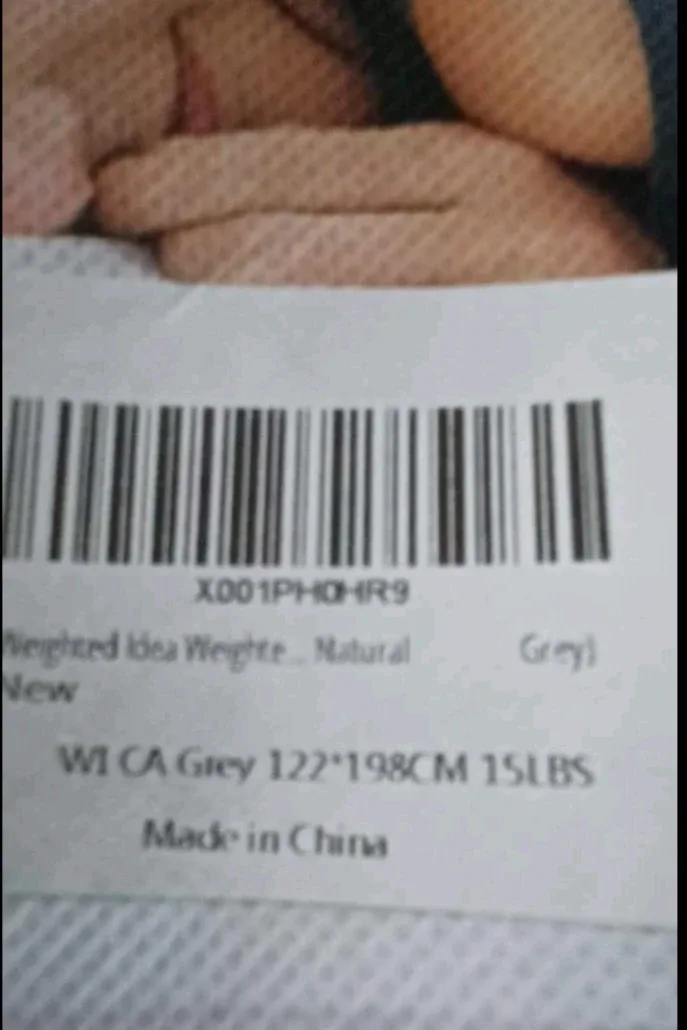 X001PH0HR9
Weighted Idea Weighte... Natural Grey)
New
WI CA Grey 122*198CM 15LBS
Made in China